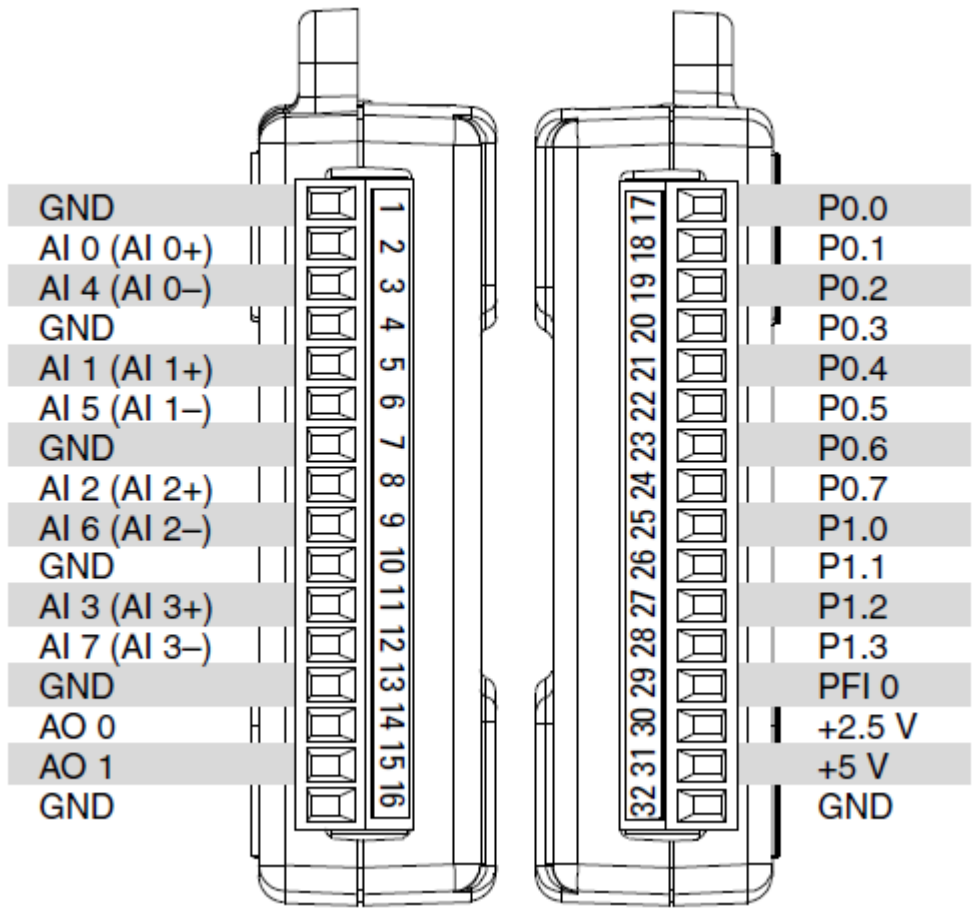 GND 1 17 P0.0
AI 0 (AI 0+) 2 18 P0.1
AI 4 (AI 0–) 3 19 P0.2
GND 4 20 P0.3
AI 1 (AI 1+) 5 21 P0.4
AI 5 (AI 1–) 6 22 P0.5
GND 7 23 P0.6
AI 2 (AI 2+) 8 24 P0.7
AI 6 (AI 2–) 9 25 P1.0
GND 10 26 P1.1
AI 3 (AI 3+) 11 27 P1.2
AI 7 (AI 3–) 12 28 P1.3
GND 13 29 PFI 0
AO 0 14 30 +2.5 V
AO 1 15 31 +5 V
GND 16 32 GND